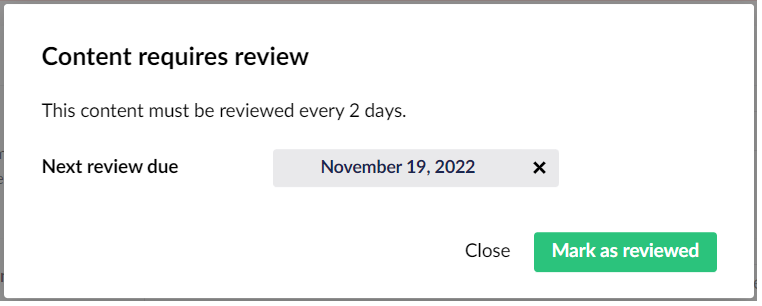 Content requires review
This content must be reviewed every 2 days.
Next review due
November 19, 2022
Close
Mark as reviewed